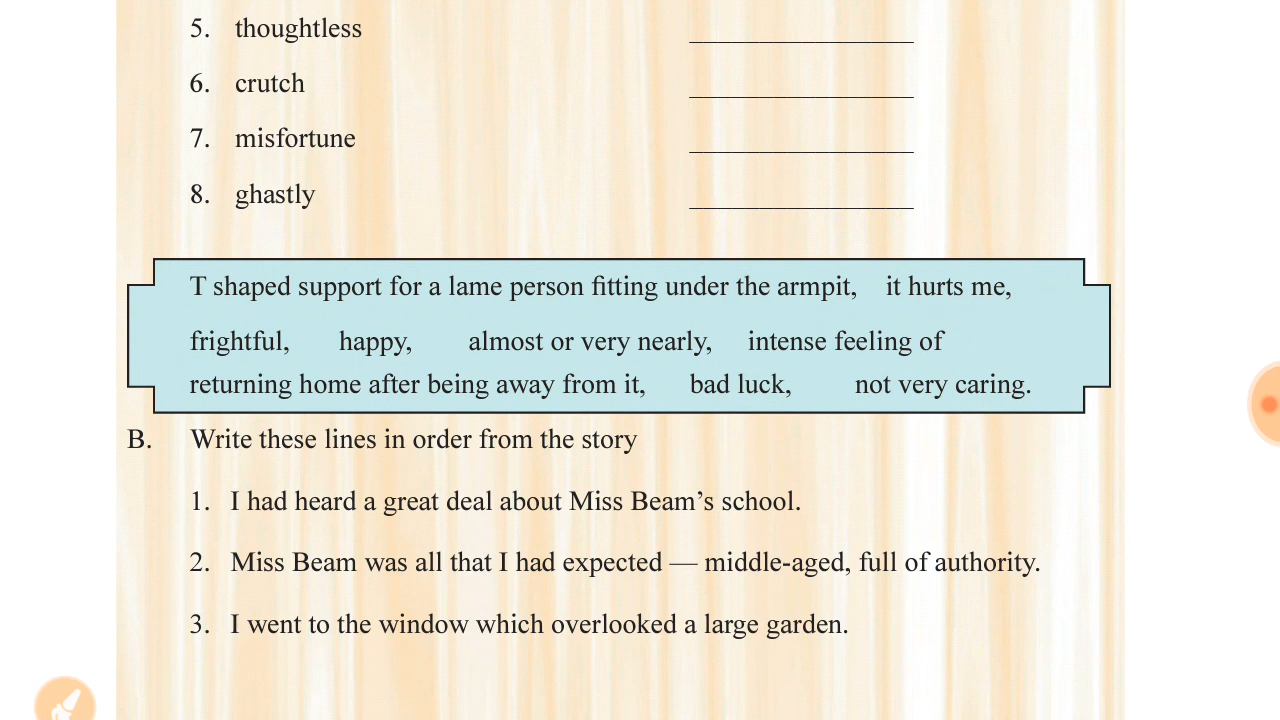 5. thoughtless ________________
6. crutch ________________
7. misfortune ________________
8. ghastly ________________
T shaped support for a lame person fitting under the armpit, it hurts me,
frightful, happy, almost or very nearly, intense feeling of
returning home after being away from it, bad luck, not very caring.
B. Write these lines in order from the story
1. I had heard a great deal about Miss Beam’s school.
2. Miss Beam was all that I had expected — middle-aged, full of authority.
3. I went to the window which overlooked a large garden.